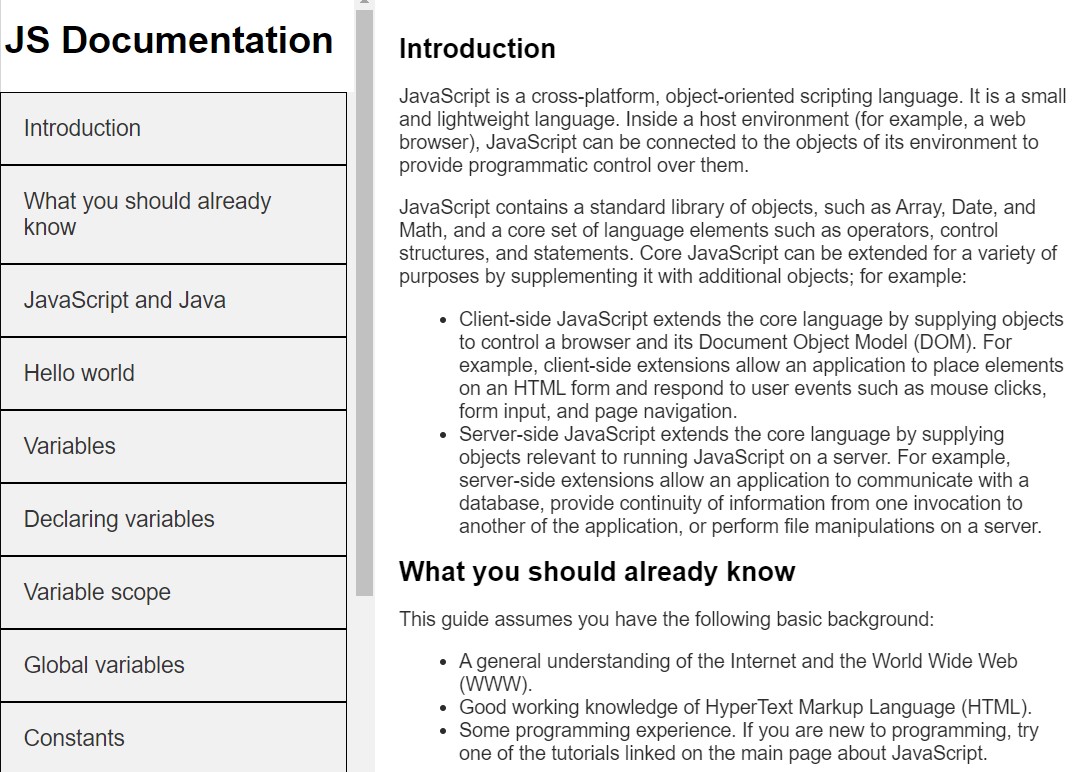 JS Documentation
Introduction
What you should already
know
JavaScript and Java
Hello world
Variables
Declaring variables
Variable scope
Global variables
Constants
Introduction
JavaScript is a cross-platform, object-oriented scripting language. It is a small
and lightweight language. Inside a host environment (for example, a web
browser), JavaScript can be connected to the objects of its environment to
provide programmatic control over them.
JavaScript contains a standard library of objects, such as Array, Date, and
Math, and a core set of language elements such as operators, control
structures, and statements. Core JavaScript can be extended for a variety of
purposes by supplementing it with additional objects; for example:
• Client-side JavaScript extends the core language by supplying objects
to control a browser and its Document Object Model (DOM). For
example, client-side extensions allow an application to place elements
on an HTML form and respond to user events such as mouse clicks,
form input, and page navigation.
• Server-side JavaScript extends the core language by supplying
objects relevant to running JavaScript on a server. For example,
server-side extensions allow an application to communicate with a
database, provide continuity of information from one invocation to
another of the application, or perform file manipulations on a server.
What you should already know
This guide assumes you have the following basic background:
• A general understanding of the Internet and the World Wide Web
(WWW).
• Good working knowledge of HyperText Markup Language (HTML).
• Some programming experience. If you are new to programming, try
one of the tutorials linked on the main page about JavaScript.